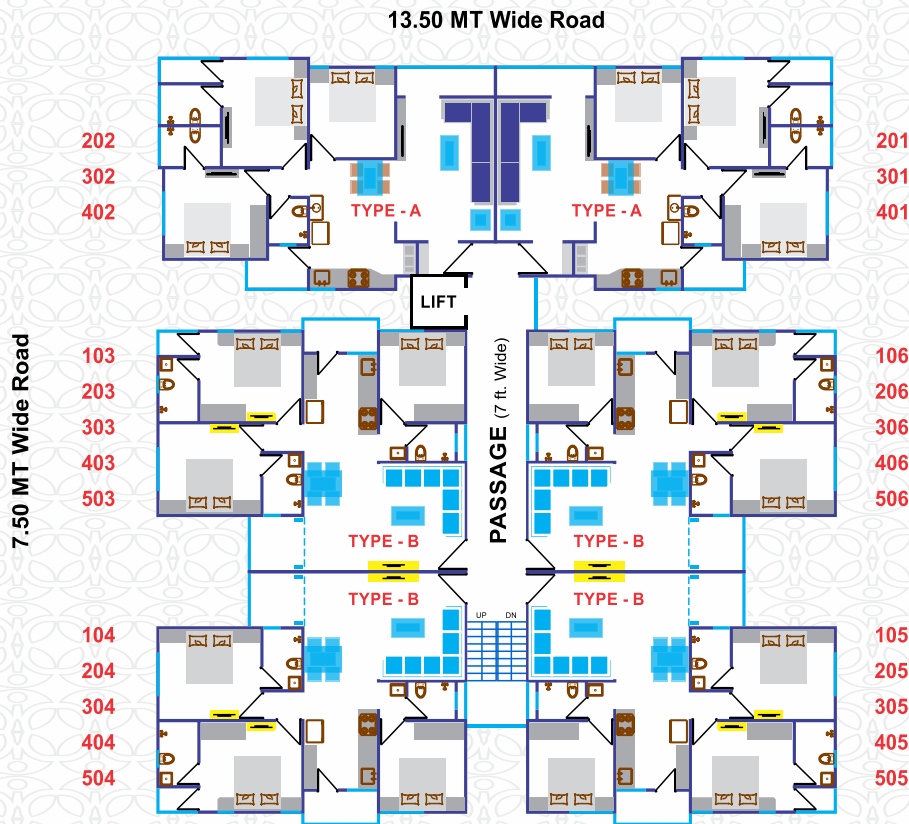 13.50 MT Wide Road
202
302
402
TYPE - A
TYPE - A
201
301
401
LIFT
7.50 MT Wide Road
103
203
303
403
503
PASSAGE (7 ft. Wide)
106
206
306
406
506
TYPE - B
TYPE - B
TYPE - B
TYPE - B
UP
DN
104
204
304
404
504
105
205
305
405
505